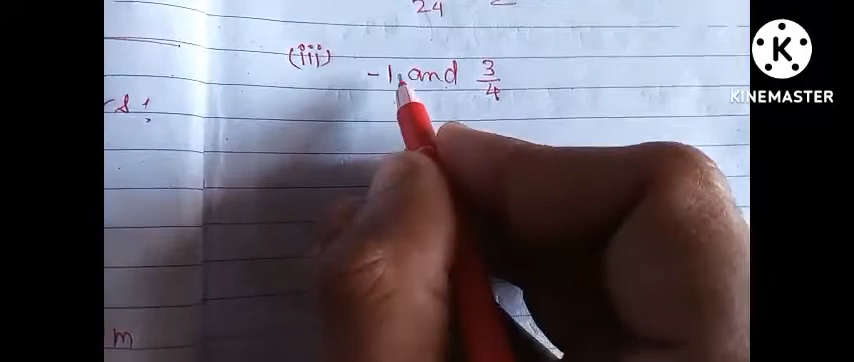 24
(iii)
-1 and 3/4
KINEMASTER
m